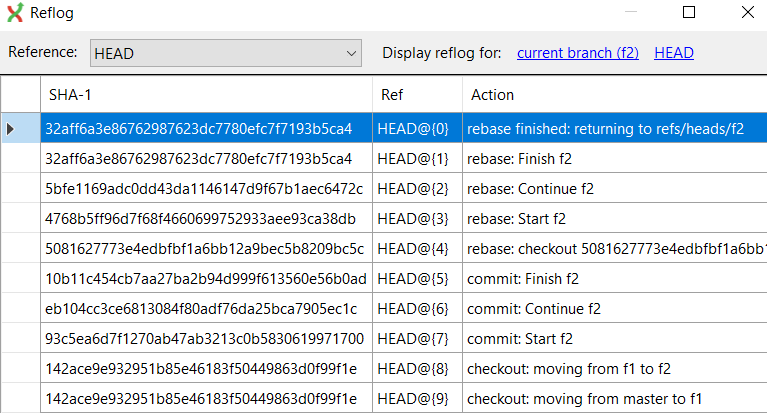 Reflog
Reference: HEAD Display reflog for: current branch (f2) HEAD
SHA-1 Ref Action
32aff6a3e86762987623dc7780efc7f7193b5ca4 HEAD@{0} rebase finished: returning to refs/heads/f2
32aff6a3e86762987623dc7780efc7f7193b5ca4 HEAD@{1} rebase: Finish f2
5bfe1169adc0dd43da1146147d9f67b1aec6472c HEAD@{2} rebase: Continue f2
4768b5ff96d7f68f4660699752933aee93ca38db HEAD@{3} rebase: Start f2
5081627773e4edbfbf1a6bb12a9bec5b8209bc5c HEAD@{4} rebase: checkout 5081627773e4edbfbf1a6bb1
10b11c454cb7aa27ba2b94d999f613560e56b0ad HEAD@{5} commit: Finish f2
eb104cc3ce6813084f80adf76da25bca7905ec1c HEAD@{6} commit: Continue f2
93c5ea6d7f1270ab47ab3213c0b5830619971700 HEAD@{7} commit: Start f2
142ace9e932951b85e46183f50449863d0f99f1e HEAD@{8} checkout: moving from f1 to f2
142ace9e932951b85e46183f50449863d0f99f1e HEAD@{9} checkout: moving from master to f1